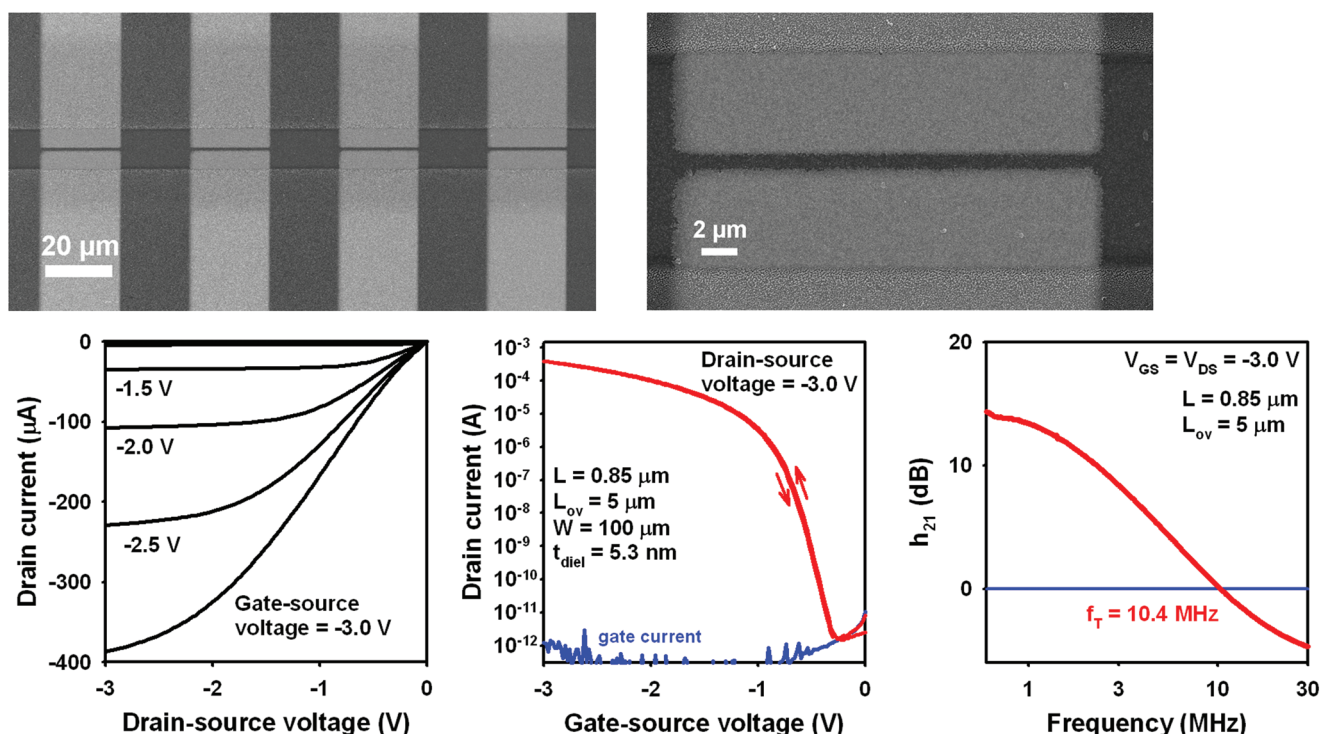 20 µm
2 µm
0
-100
-200
-300
-400
Drain current (µA)
-1.5 V
-2.0 V
-2.5 V
Gate-source
voltage = -3.0 V
-3
-2
-1
0
Drain-source voltage (V)
10⁻³
10⁻⁴
10⁻⁵
10⁻⁶
10⁻⁷
10⁻⁸
10⁻⁹
10⁻¹⁰
10⁻¹¹
10⁻¹²
Drain current (A)
Drain-source
voltage = -3.0 V
L = 0.85 µm
Lov = 5 µm
W = 100 µm
tdiel = 5.3 nm
gate current
-3
-2
-1
0
Gate-source voltage (V)
20
10
0
h21 (dB)
VGS = VDS = -3.0 V
L = 0.85 µm
Lov = 5 µm
fT = 10.4 MHz
1
3
10
30
Frequency (MHz)